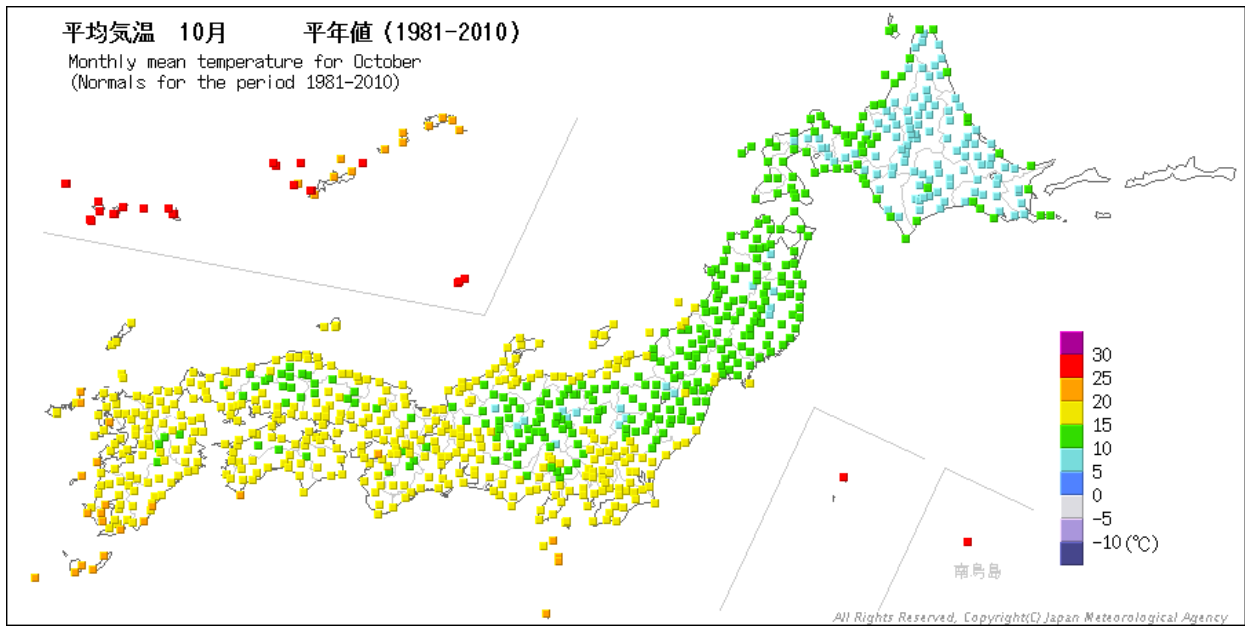 平均気温 10月 平年値 (1981-2010)
Monthly mean temperature for October
(Normals for the period 1981-2010)
30
25
20
15
10
5
0
-5
-10 (℃)
南鳥島
All Rights Reserved, Copyright(C) Japan Meteorological Agency